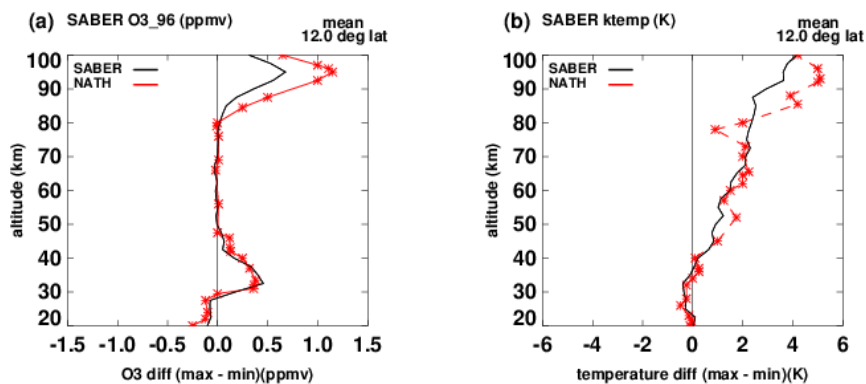 (a) SABER O3_96 (ppmv)
mean
12.0 deg lat
SABER
NATH
100
90
80
70
60
50
40
30
20
altitude (km)
-1.5 -1.0 -0.5 0.0 0.5 1.0 1.5
O3 diff (max - min)(ppmv)
(b) SABER ktemp (K)
mean
12.0 deg lat
SABER
NATH
100
90
80
70
60
50
40
30
20
altitude (km)
-6 -4 -2 0 2 4 6
temperature diff (max - min)(K)